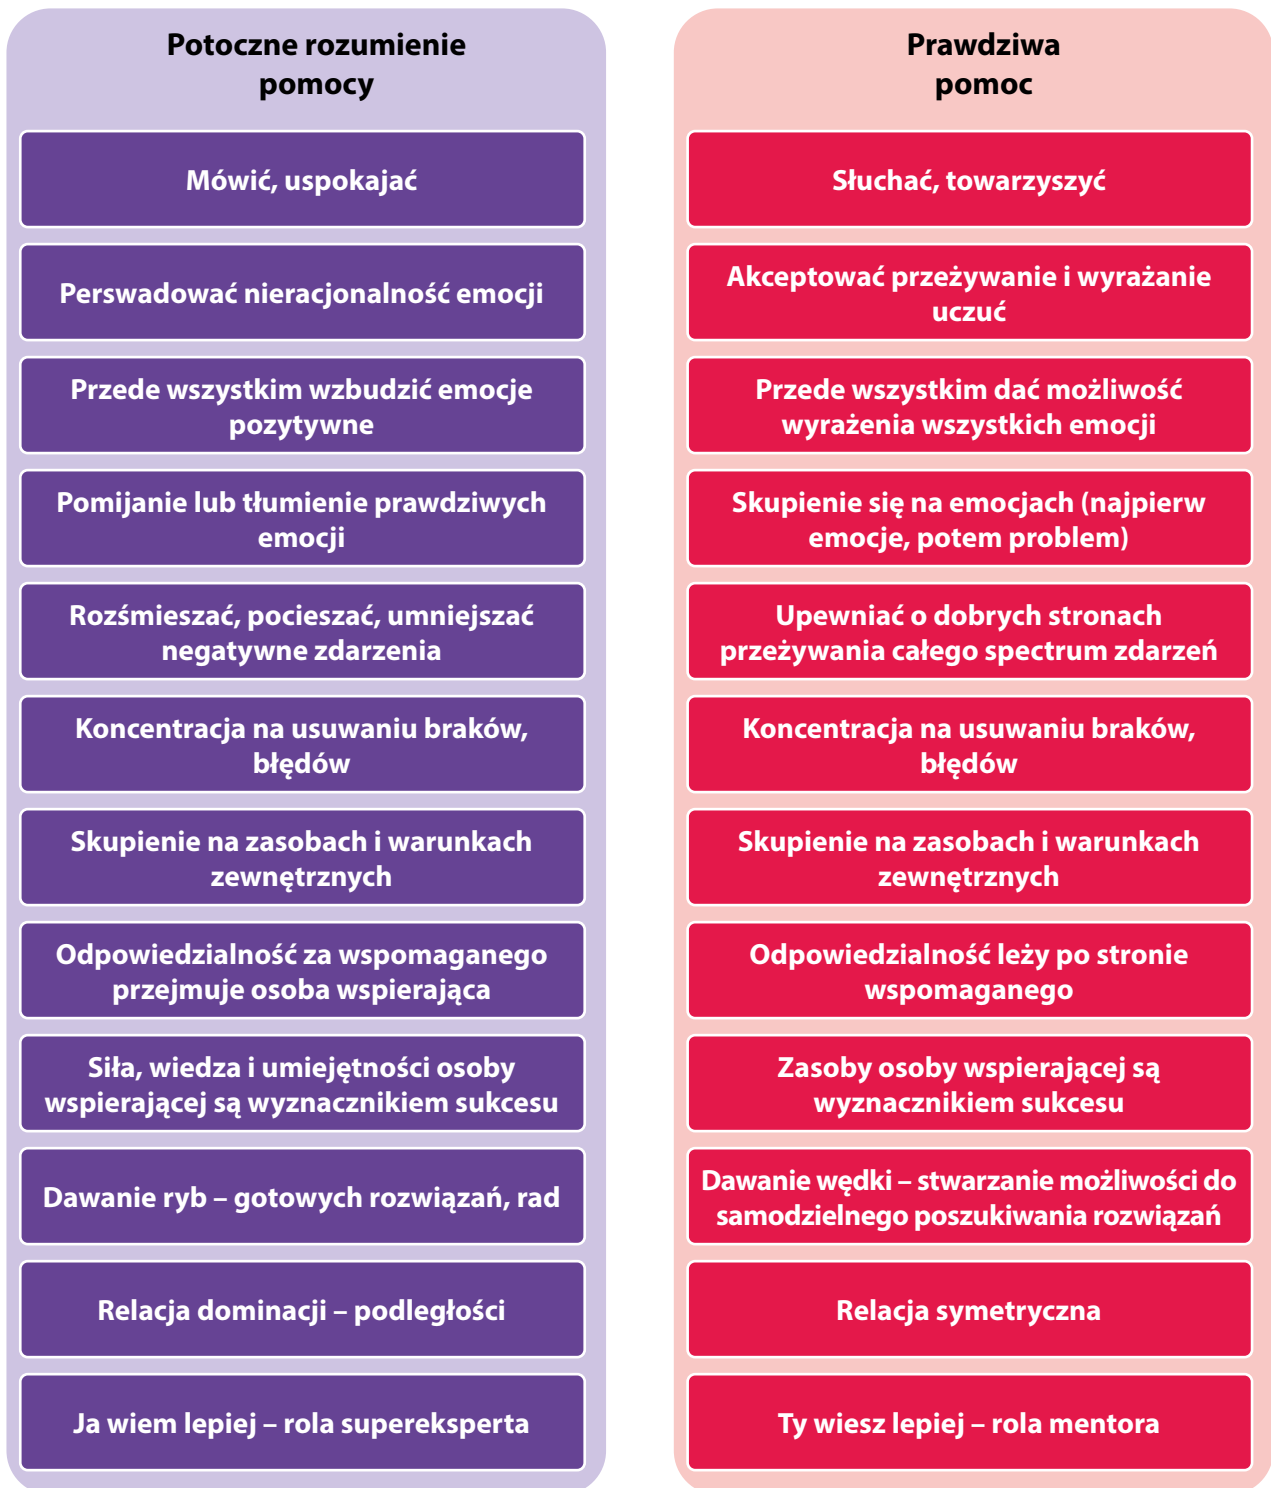 Potoczne rozumienie
pomocy
Mówić, uspokajać
Perswadować nieracjonalność emocji
Przede wszystkim wzbudzić emocje
pozytywne
Pomijanie lub tłumienie prawdziwych
emocji
Rozśmieszać, pocieszać, umniejszać
negatywne zdarzenia
Koncentracja na usuwaniu braków,
błędów
Skupienie na zasobach i warunkach
zewnętrznych
Odpowiedzialność za wspomaganego
przejmuje osoba wspierająca
Siła, wiedza i umiejętności osoby
wspierającej są wyznacznikiem sukcesu
Dawanie ryb – gotowych rozwiązań, rad
Relacja dominacji – podległości
Ja wiem lepiej – rola supereksperta
Prawdziwa
pomoc
Słuchać, towarzyszyć
Akceptować przeżywanie i wyrażanie
uczuć
Przede wszystkim dać możliwość
wyrażenia wszystkich emocji
Skupienie się na emocjach (najpierw
emocje, potem problem)
Upewniać o dobrych stronach
przeżywania całego spectrum zdarzeń
Koncentracja na usuwaniu braków,
błędów
Skupienie na zasobach i warunkach
zewnętrznych
Odpowiedzialność leży po stronie
wspomaganego
Zasoby osoby wspierającej są
wyznacznikiem sukcesu
Dawanie wędki – stwarzanie możliwości do
samodzielnego poszukiwania rozwiązań
Relacja symetryczna
Ty wiesz lepiej – rola mentora